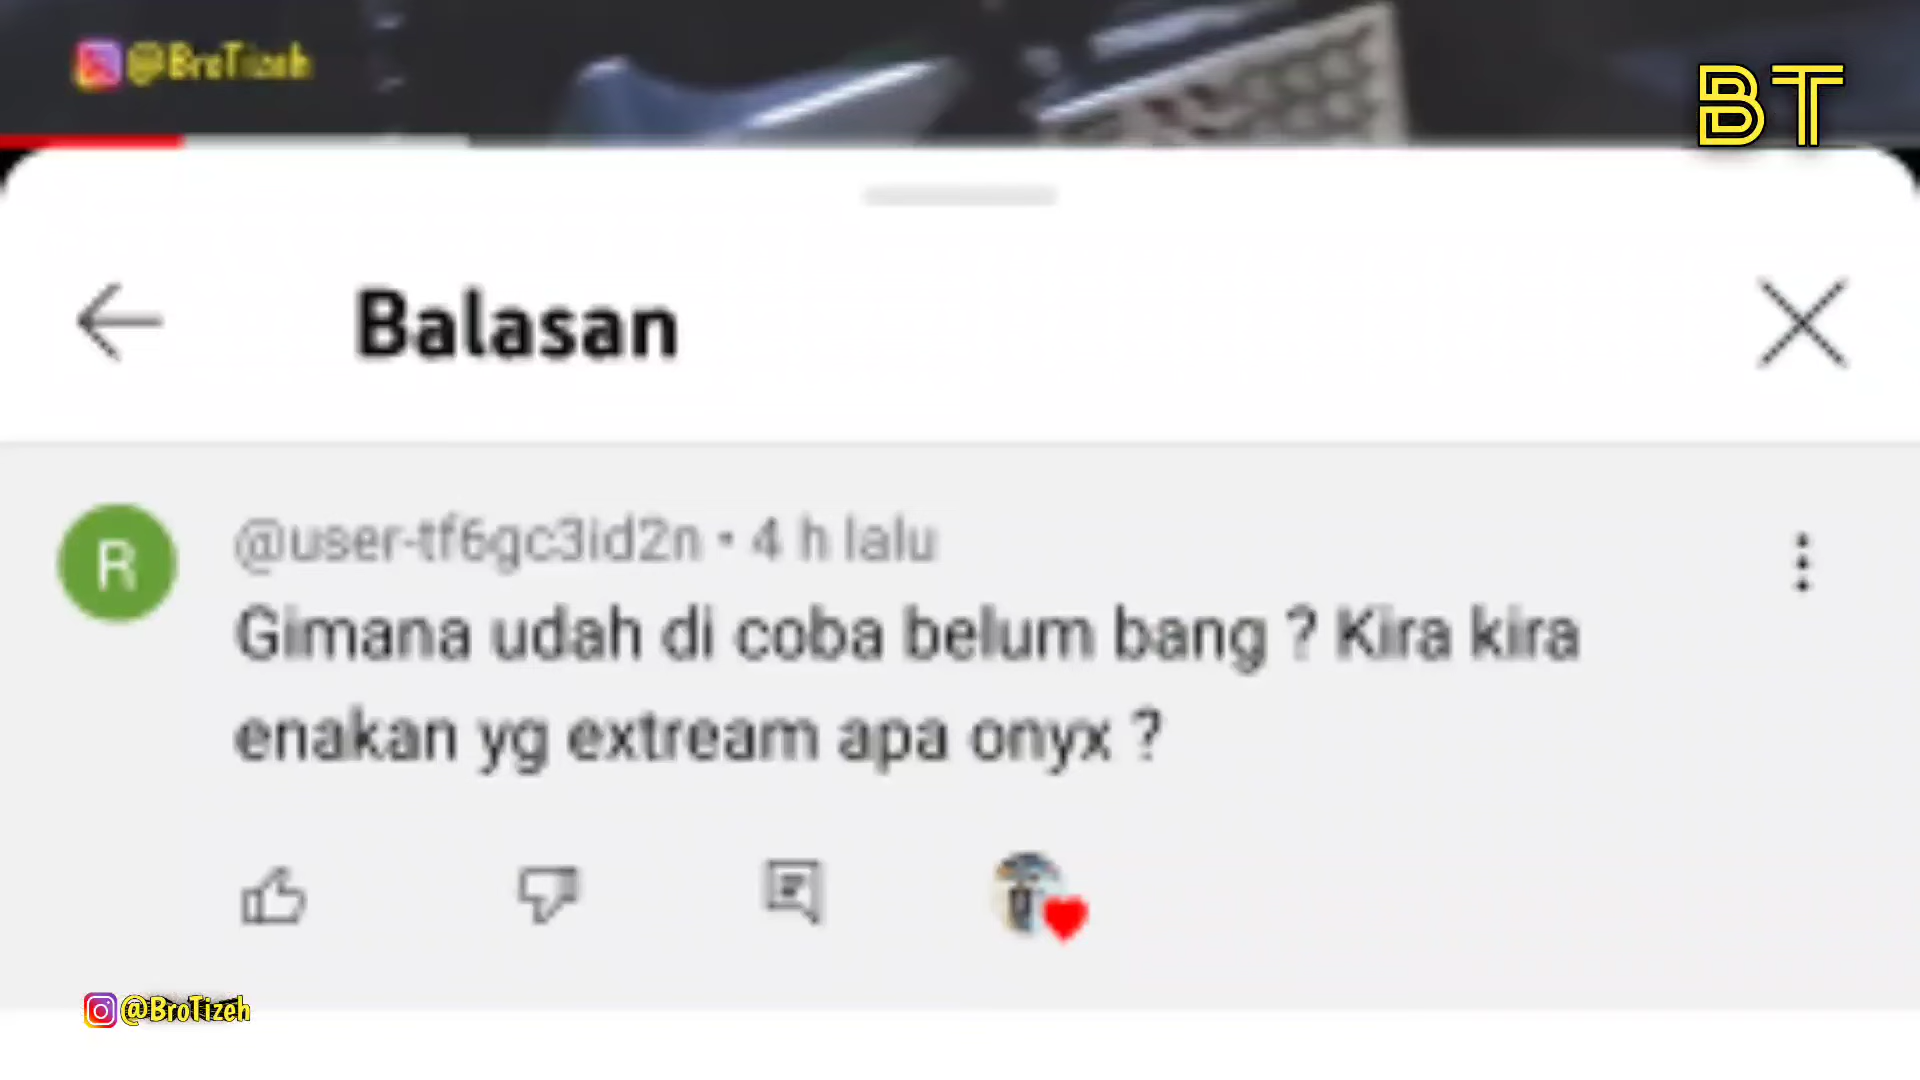 @BroTizeh
BT
Balasan
R
@user-tf6gc3id2n • 4 h lalu
Gimana udah di coba belum bang ? Kira kira
enakan yg extream apa onyx ?
@BroTizeh